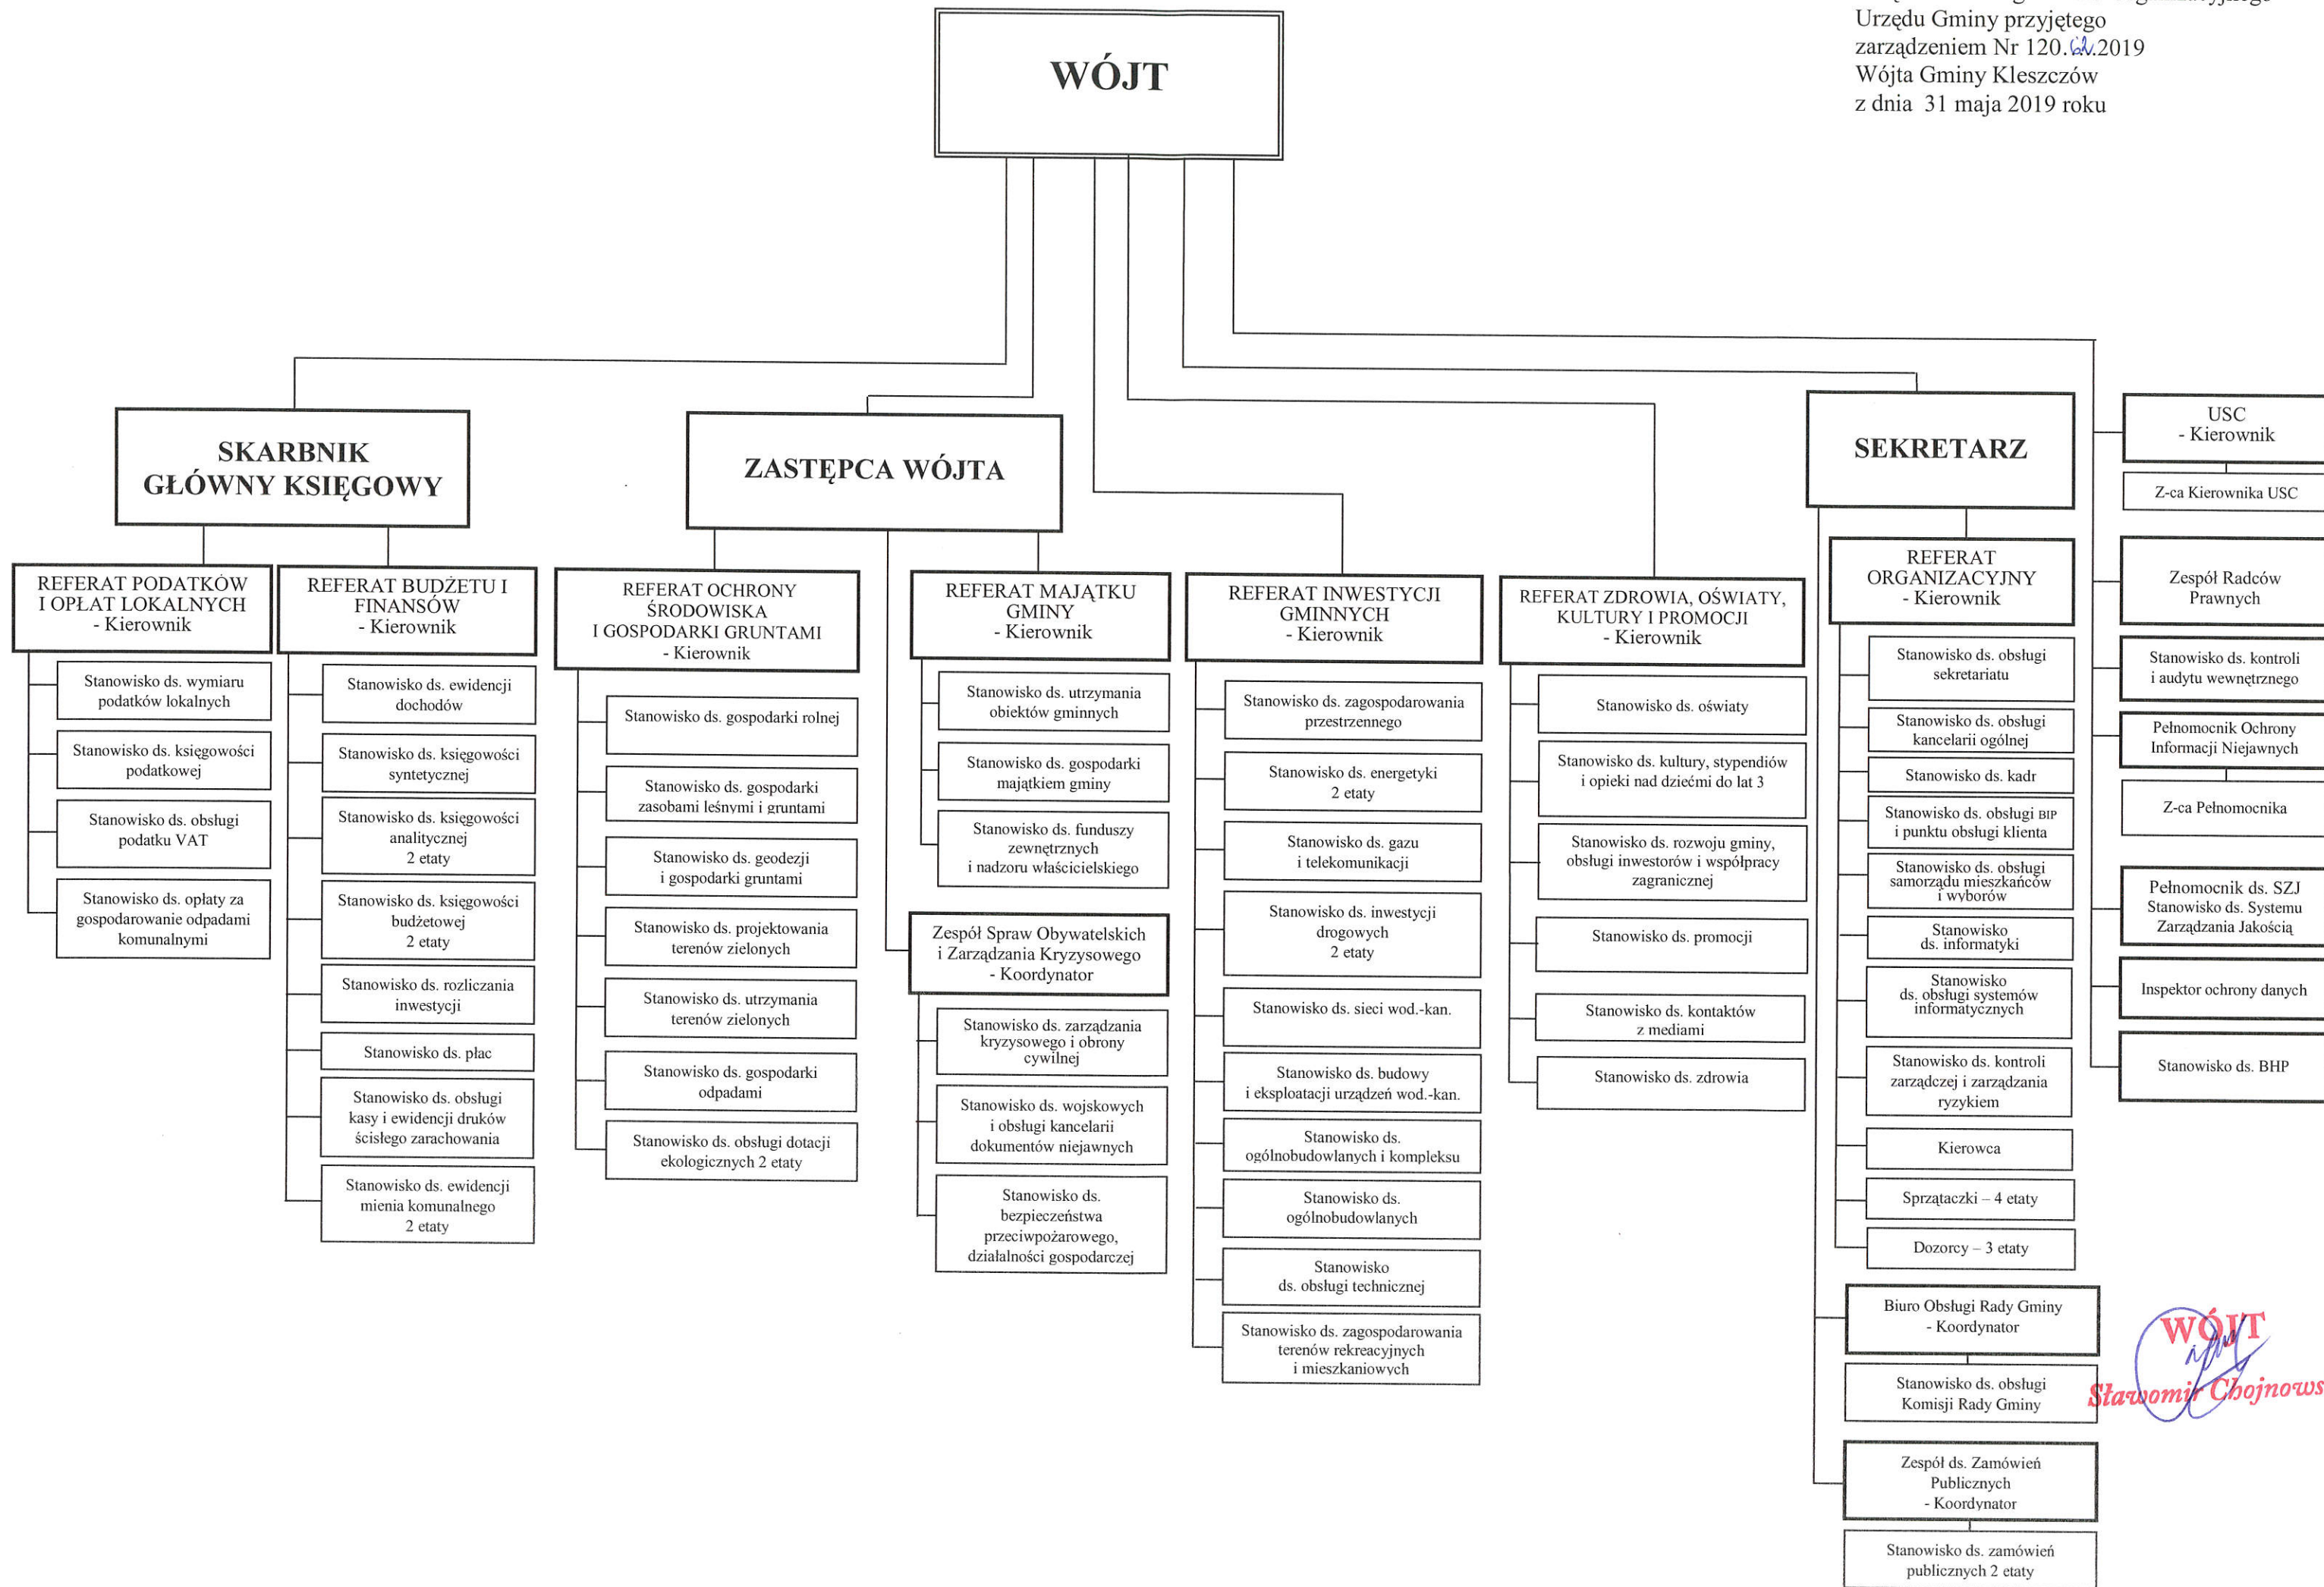 Urzędu Gminy przyjętego
zarządzeniem Nr 120.62.2019
Wójta Gminy Kleszczów
z dnia 31 maja 2019 roku
WÓJT
SKARBNIK
GŁÓWNY KSIĘGOWY
ZASTĘPCA WÓJTA
SEKRETARZ
USC
- Kierownik
Z-ca Kierownika USC
REFERAT PODATKÓW
I OPŁAT LOKALNYCH
- Kierownik
Stanowisko ds. wymiaru
podatków lokalnych
Stanowisko ds. księgowości
podatkowej
Stanowisko ds. obsługi
podatku VAT
Stanowisko ds. opłaty za
gospodarowanie odpadami
komunalnymi
REFERAT BUDŻETU I
FINANSÓW
- Kierownik
Stanowisko ds. ewidencji
dochodów
Stanowisko ds. księgowości
syntetycznej
Stanowisko ds. księgowości
analitycznej
2 etaty
Stanowisko ds. księgowości
budżetowej
2 etaty
Stanowisko ds. rozliczania
inwestycji
Stanowisko ds. płac
Stanowisko ds. obsługi
kasy i ewidencji druków
ścisłego zarachowania
Stanowisko ds. ewidencji
mienia komunalnego
2 etaty
REFERAT OCHRONY
ŚRODOWISKA
I GOSPODARKI GRUNTAMI
- Kierownik
Stanowisko ds. gospodarki rolnej
Stanowisko ds. gospodarki
zasobami leśnymi i gruntami
Stanowisko ds. geodezji
i gospodarki gruntami
Stanowisko ds. projektowania
terenów zielonych
Stanowisko ds. utrzymania
terenów zielonych
Stanowisko ds. gospodarki
odpadami
Stanowisko ds. obsługi dotacji
ekologicznych 2 etaty
REFERAT MAJĄTKU
GMINY
- Kierownik
Stanowisko ds. utrzymania
obiektów gminnych
Stanowisko ds. gospodarki
majątkiem gminy
Stanowisko ds. funduszy
zewnętrznych
i nadzoru właścicielskiego
Zespół Spraw Obywatelskich
i Zarządzania Kryzysowego
- Koordynator
Stanowisko ds. zarządzania
kryzysowego i obrony
cywilnej
Stanowisko ds. wojskowych
i obsługi kancelarii
dokumentów niejawnych
Stanowisko ds.
bezpieczeństwa
przeciwpożarowego,
działalności gospodarczej
REFERAT INWESTYCJI
GMINNYCH
- Kierownik
Stanowisko ds. zagospodarowania
przestrzennego
Stanowisko ds. energetyki
2 etaty
Stanowisko ds. gazu
i telekomunikacji
Stanowisko ds. inwestycji
drogowych
2 etaty
Stanowisko ds. sieci wod.-kan.
Stanowisko ds. budowy
i eksploatacji urządzeń wod.-kan.
Stanowisko ds.
ogólnobudowlanych i kompleksu
Stanowisko ds.
ogólnobudowlanych
Stanowisko
ds. obsługi technicznej
Stanowisko ds. zagospodarowania
terenów rekreacyjnych
i mieszkaniowych
REFERAT ZDROWIA, OŚWIATY,
KULTURY I PROMOCJI
- Kierownik
Stanowisko ds. oświaty
Stanowisko ds. kultury, stypendiów
i opieki nad dziećmi do lat 3
Stanowisko ds. rozwoju gminy,
obsługi inwestorów i współpracy
zagranicznej
Stanowisko ds. promocji
Stanowisko ds. kontaktów
z mediami
Stanowisko ds. zdrowia
REFERAT
ORGANIZACYJNY
- Kierownik
Stanowisko ds. obsługi
sekretariatu
Stanowisko ds. obsługi
kancelarii ogólnej
Stanowisko ds. kadr
Stanowisko ds. obsługi BIP
i punktu obsługi klienta
Stanowisko ds. obsługi
samorządu mieszkańców
i wyborów
Stanowisko
ds. informatyki
Stanowisko
ds. obsługi systemów
informatycznych
Stanowisko ds. kontroli
zarządczej i zarządzania
ryzykiem
Kierowca
Sprzątaczki – 4 etaty
Dozorcy – 3 etaty
Biuro Obsługi Rady Gminy
- Koordynator
Stanowisko ds. obsługi
Komisji Rady Gminy
Zespół ds. Zamówień
Publicznych
- Koordynator
Stanowisko ds. zamówień
publicznych 2 etaty
Zespół Radców
Prawnych
Stanowisko ds. kontroli
i audytu wewnętrznego
Pełnomocnik Ochrony
Informacji Niejawnych
Z-ca Pełnomocnika
Pełnomocnik ds. SZJ
Stanowisko ds. Systemu
Zarządzania Jakością
Inspektor ochrony danych
Stanowisko ds. BHP
WÓJT
Sławomir Chojnows